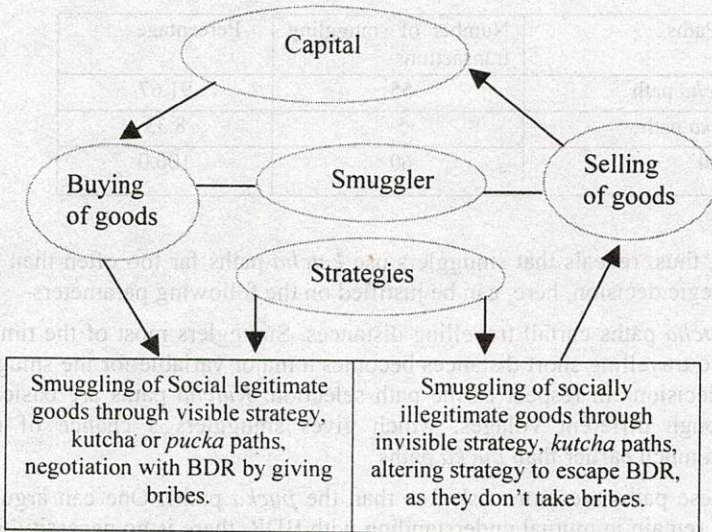 Capital
Buying
of goods
Smuggler
Selling
of goods
Strategies
Smuggling of Social legitimate
goods through visible strategy,
kutcha or pucka paths,
negotiation with BDR by giving
bribes.
Smuggling of socially
illegitimate goods through
invisible strategy, kutcha paths,
altering strategy to escape BDR,
as they don't take bribes.